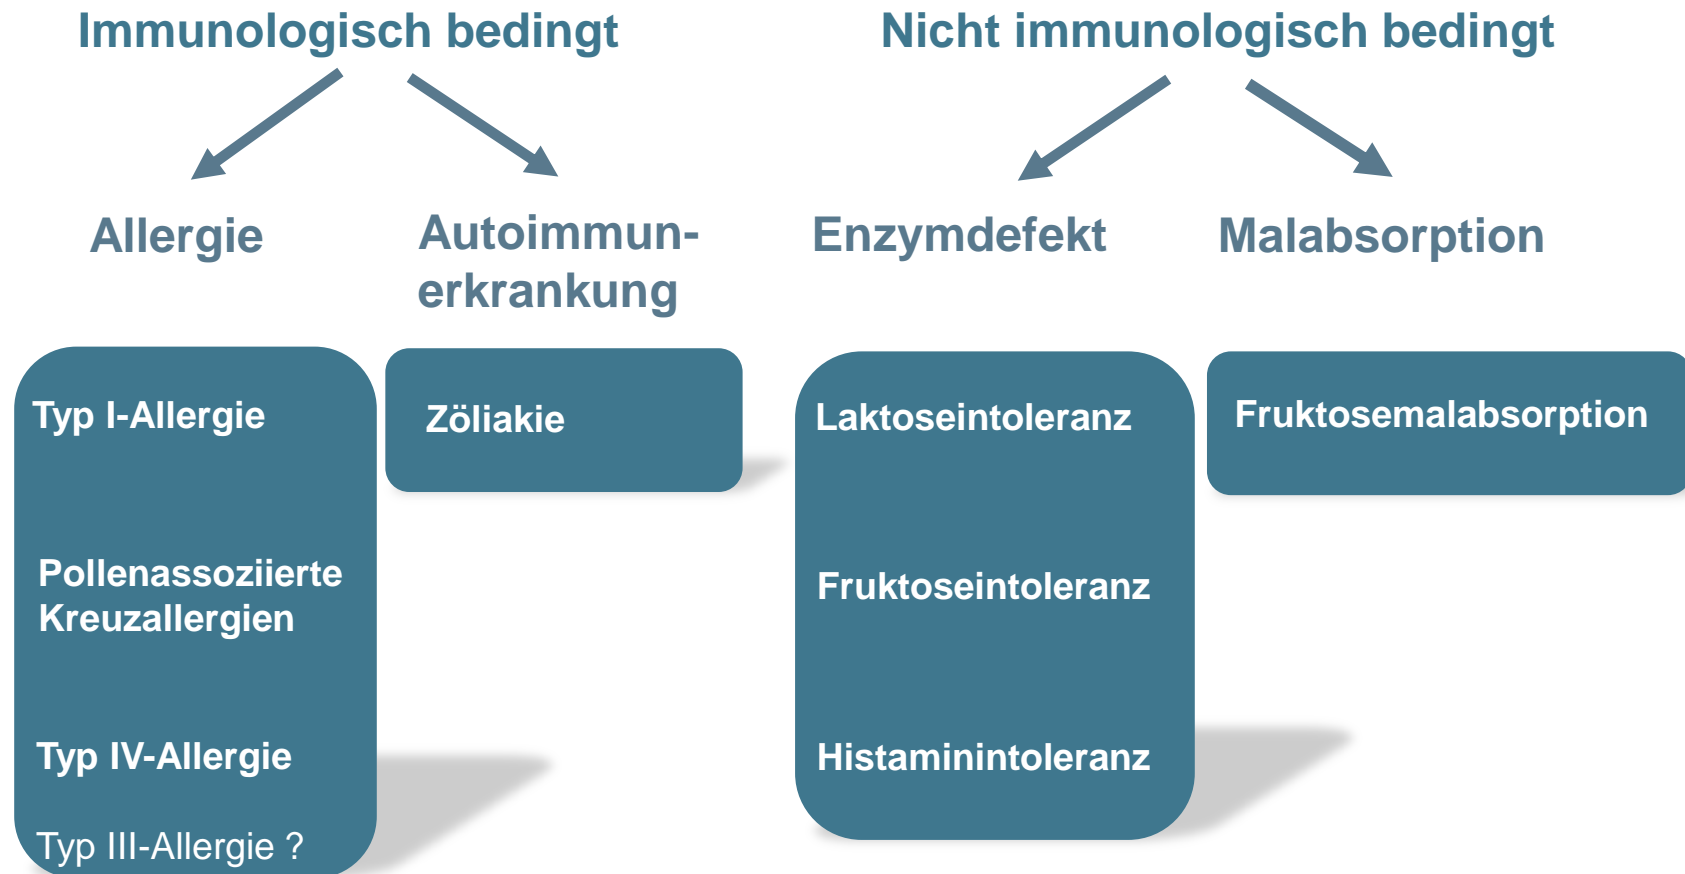 Immunologisch bedingt
Nicht immunologisch bedingt
Allergie
Autoimmun-
erkrankung
Enzymdefekt
Malabsorption
Typ I-Allergie
Pollenassoziierte
Kreuzallergien
Typ IV-Allergie
Typ III-Allergie ?
Zöliakie
Laktoseintoleranz
Fruktoseintoleranz
Histaminintoleranz
Fruktosemalabsorption